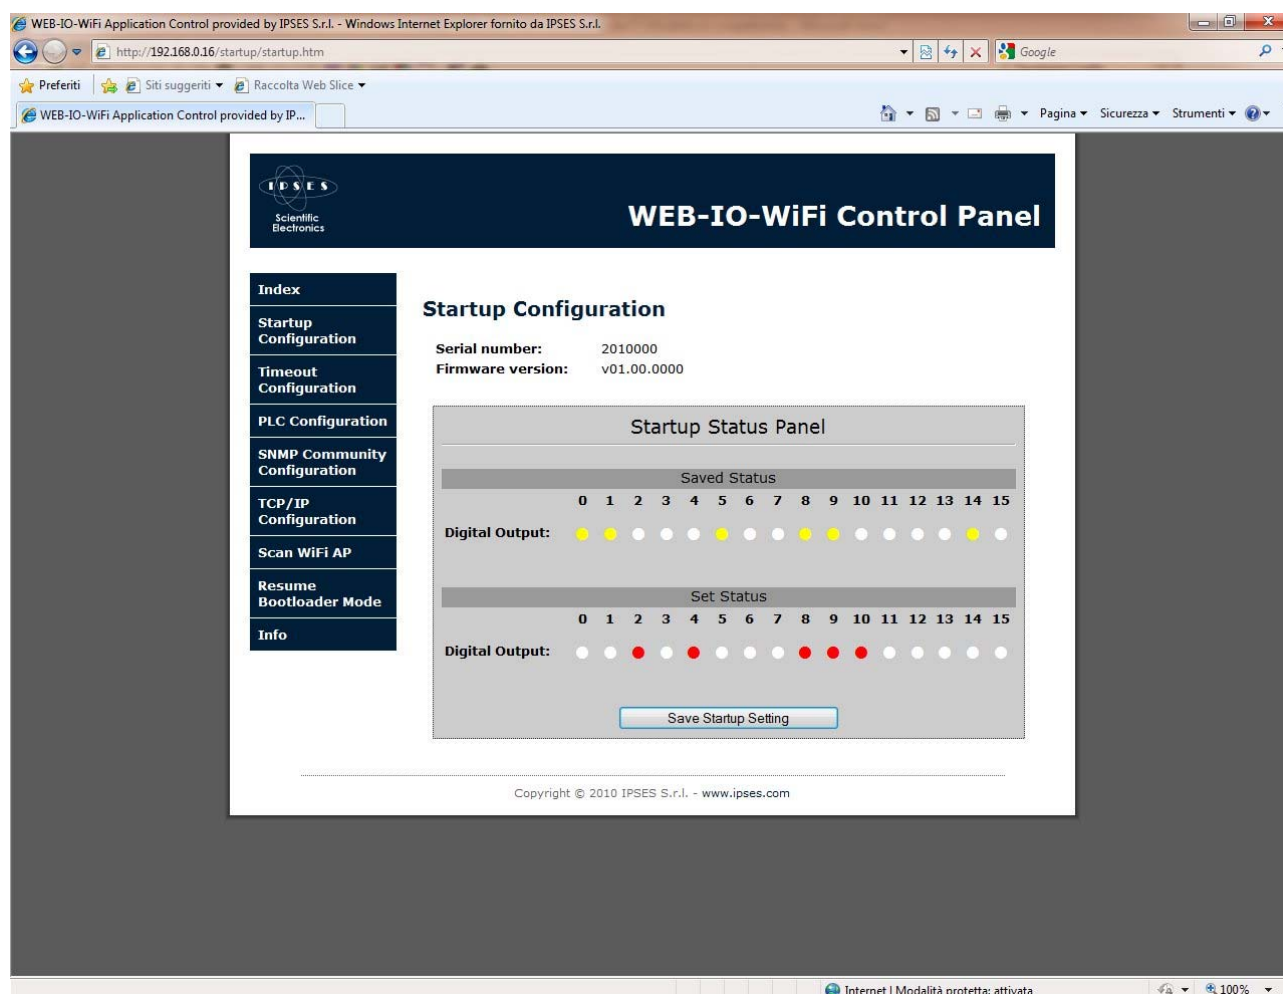 WEB-IO-WiFi Application Control provided by IPSES S.r.l. - Windows Internet Explorer fornito da IPSES S.r.l.
http://192.168.0.16/startup/startup.htm
Google
Preferiti
Siti suggeriti
Raccolta Web Slice
WEB-IO-WiFi Application Control provided by IP...
Pagina
Sicurezza
Strumenti
IPSES
Scientific
Electronics
WEB-IO-WiFi Control Panel
Index
Startup
Configuration
Timeout
Configuration
PLC Configuration
SNMP Community
Configuration
TCP/IP
Configuration
Scan WiFi AP
Resume
Bootloader Mode
Info
Startup Configuration
Serial number: 2010000
Firmware version: v01.00.0000
Startup Status Panel
Saved Status
0 1 2 3 4 5 6 7 8 9 10 11 12 13 14 15
Digital Output:
Set Status
0 1 2 3 4 5 6 7 8 9 10 11 12 13 14 15
Digital Output:
Save Startup Setting
Copyright © 2010 IPSES S.r.l. - www.ipses.com
Internet | Modalità protetta: attivata
100%